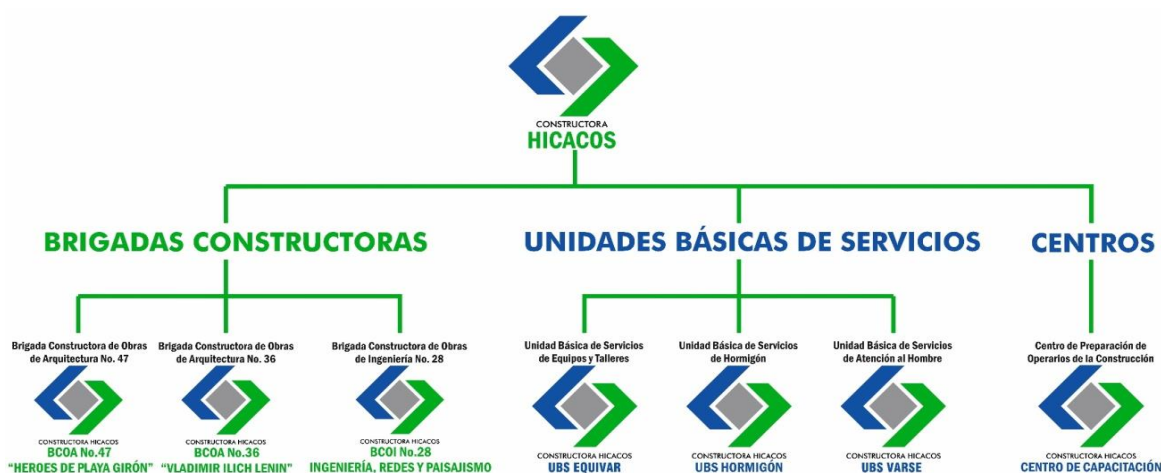 CONSTRUCTORA
HICACOS
BRIGADAS CONSTRUCTORAS
UNIDADES BÁSICAS DE SERVICIOS
CENTROS
Brigada Constructora de Obras
de Arquitectura No. 47
CONSTRUCTORA HICACOS
BCOA No.47
“HEROES DE PLAYA GIRÓN”
Brigada Constructora de Obras
de Arquitectura No. 36
CONSTRUCTORA HICACOS
BCOA No.36
“VLADIMIR ILICH LENIN”
Brigada Constructora de Obras
de Ingeniería No. 28
CONSTRUCTORA HICACOS
BCOI No.28
INGENIERÍA, REDES Y PAISAJISMO
Unidad Básica de Servicios
de Equipos y Talleres
CONSTRUCTORA HICACOS
UBS EQUIVAR
Unidad Básica de Servicios
de Hormigón
CONSTRUCTORA HICACOS
UBS HORMIGÓN
Unidad Básica de Servicios
de Atención al Hombre
CONSTRUCTORA HICACOS
UBS VARSE
Centro de Preparación de
Operarios de la Construcción
CONSTRUCTORA HICACOS
CENTRO DE CAPACITACIÓN